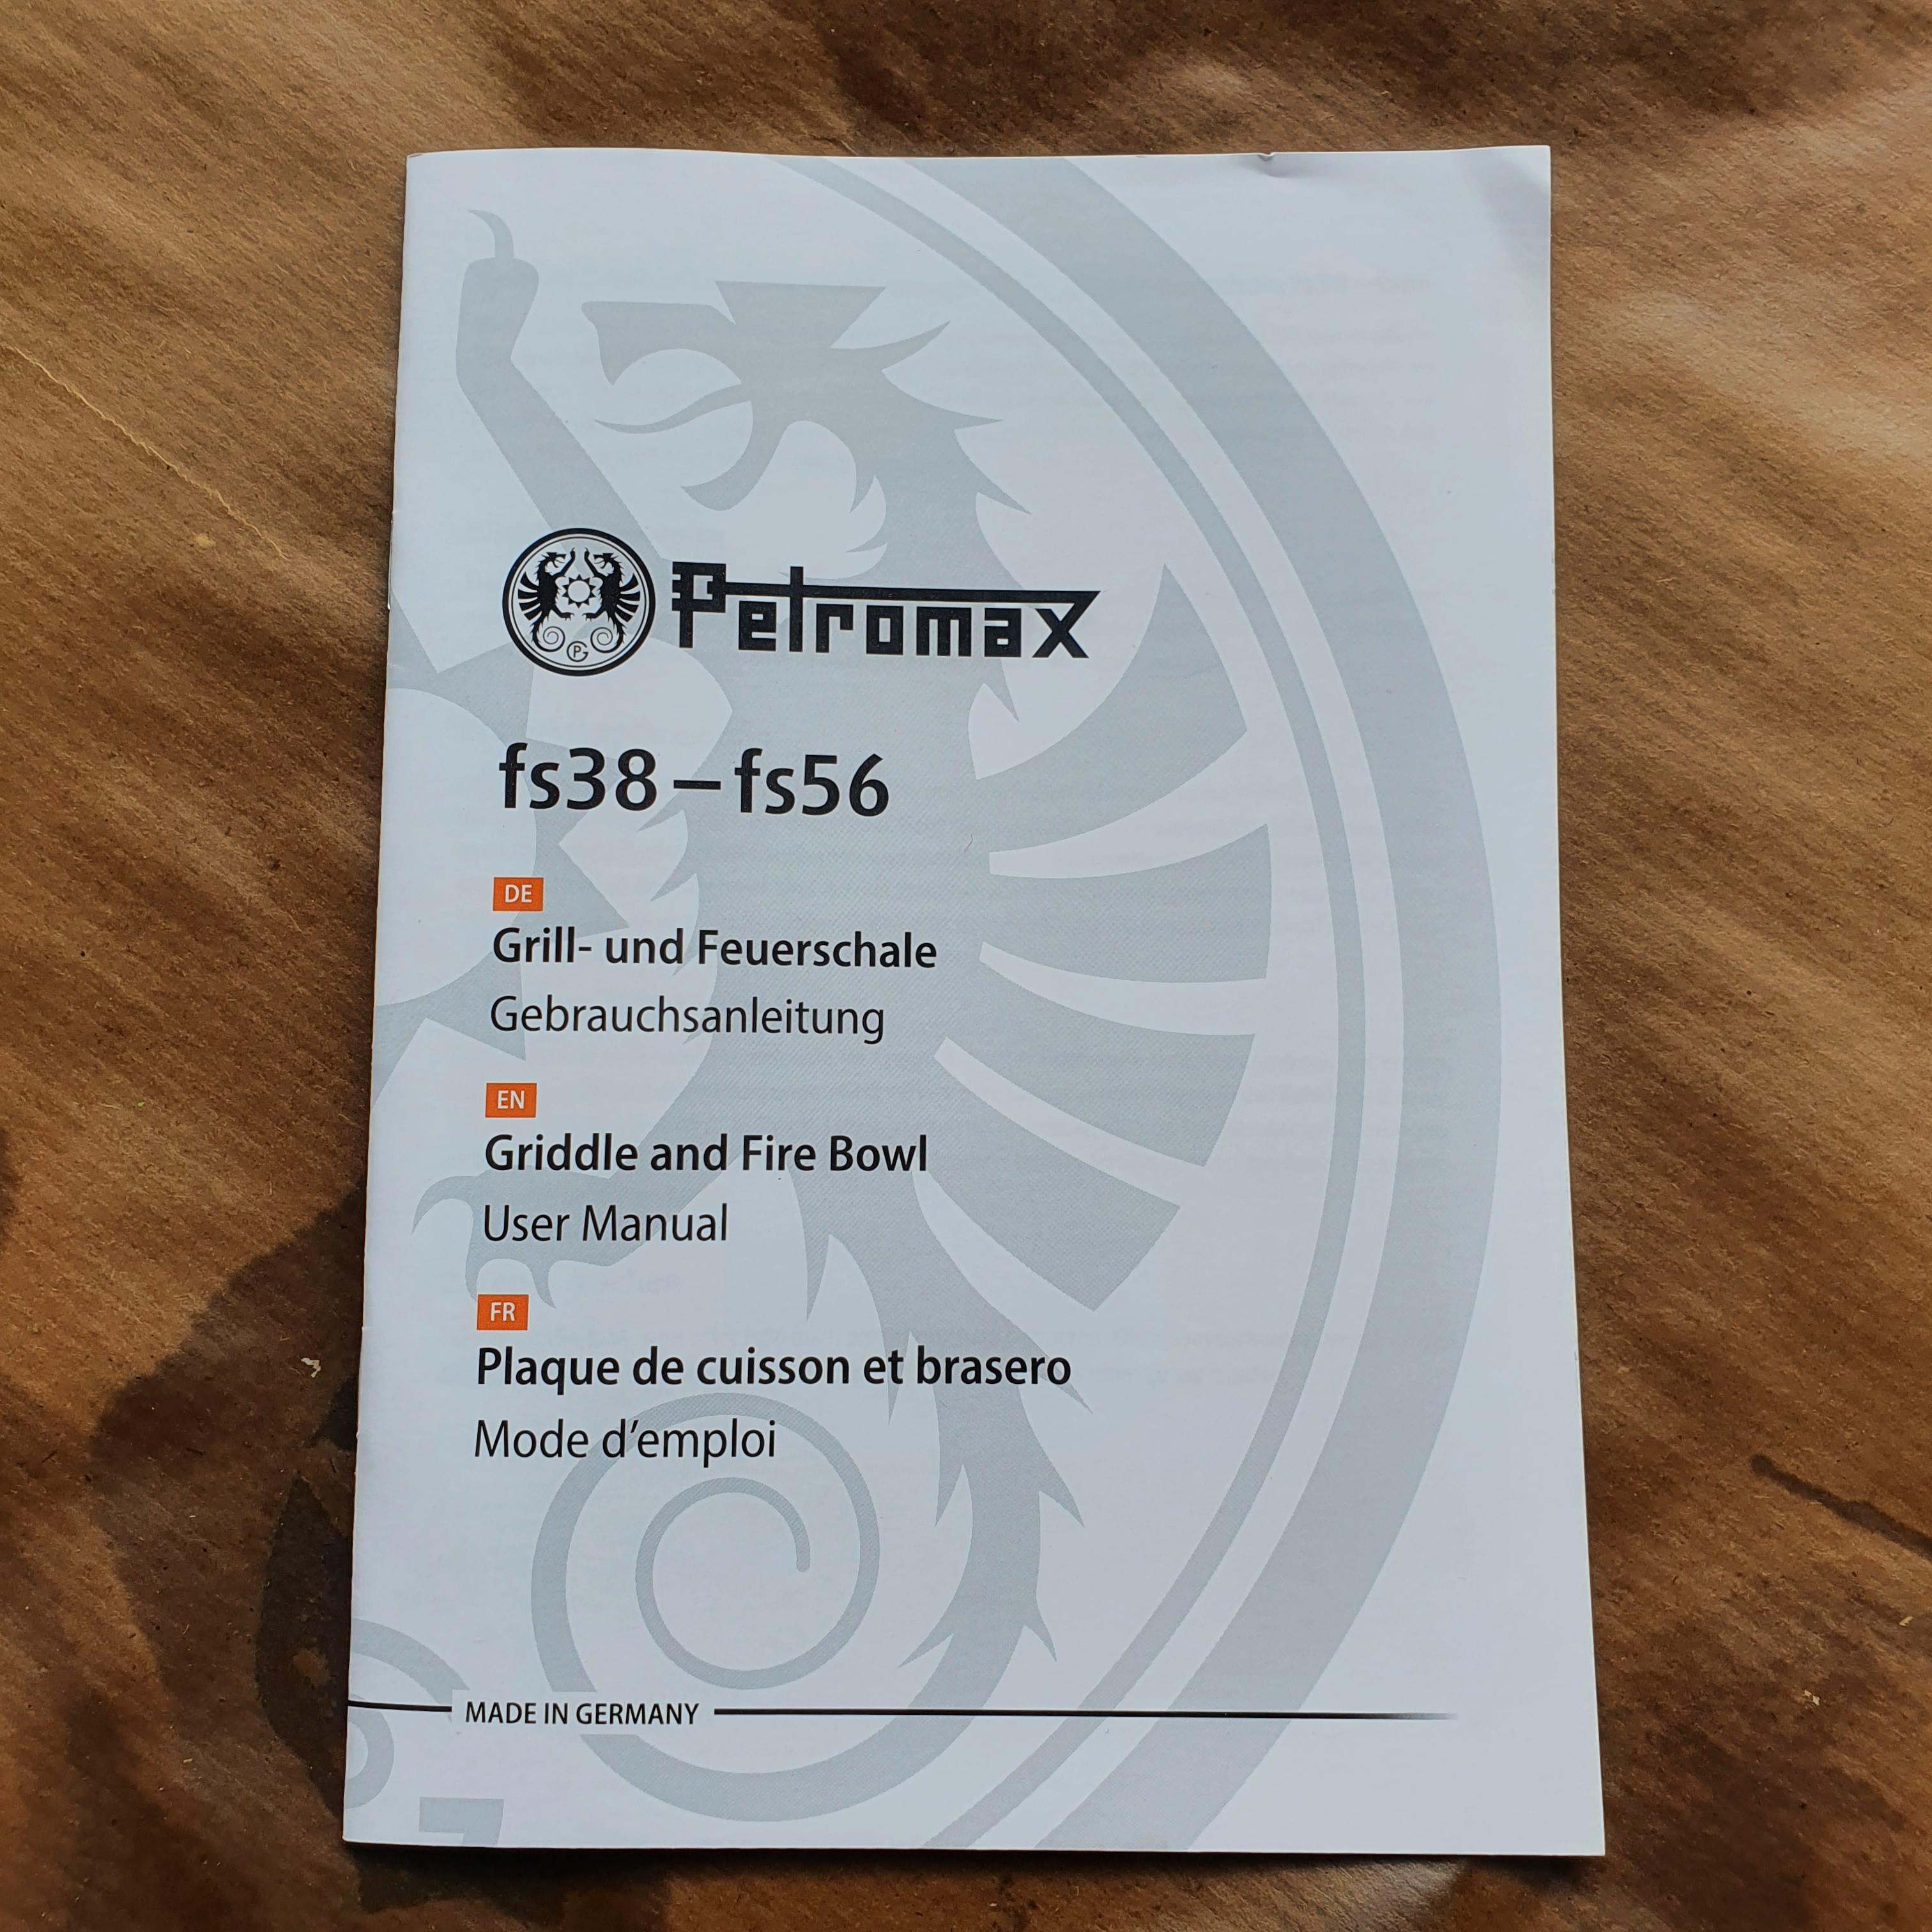 Petromax
fs38 – fs56
DE
Grill- und Feuerschale
Gebrauchsanleitung
EN
Griddle and Fire Bowl
User Manual
FR
Plaque de cuisson et brasero
Mode d’emploi
MADE IN GERMANY